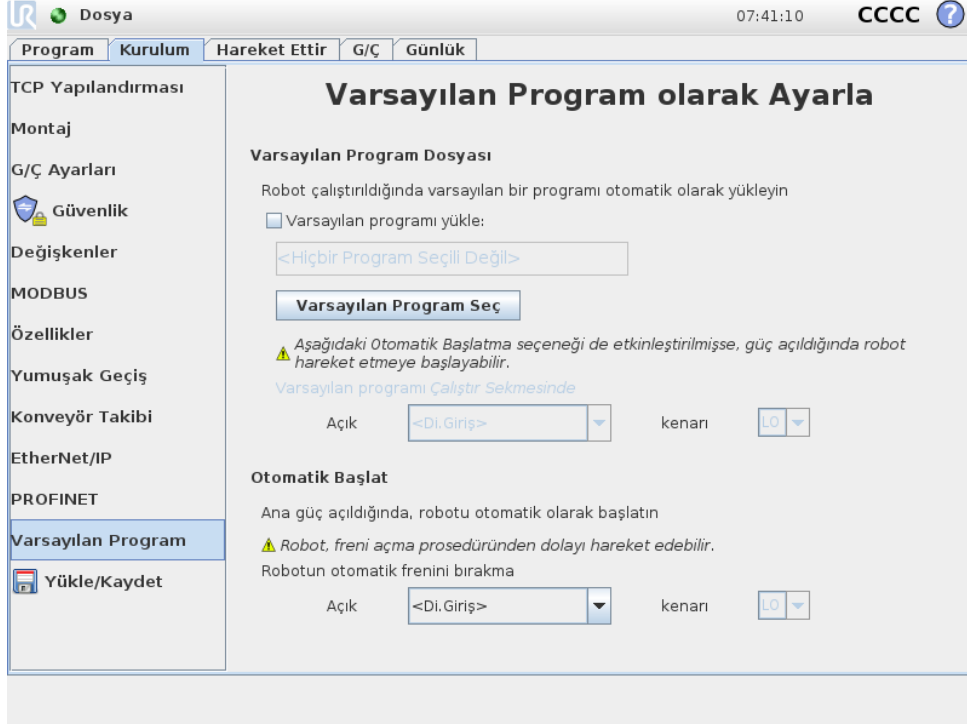 UR Dosya 07:41:10 CCCC ?
Program Kurulum Hareket Ettir G/Ç Günlük
TCP Yapılandırması
Montaj
G/Ç Ayarları
Güvenlik
Değişkenler
MODBUS
Özellikler
Yumuşak Geçiş
Konveyör Takibi
EtherNet/IP
PROFINET
Varsayılan Program
Yükle/Kaydet
Varsayılan Program olarak Ayarla
Varsayılan Program Dosyası
Robot çalıştırıldığında varsayılan bir programı otomatik olarak yükleyin
Varsayılan programı yükle:
<Hiçbir Program Seçili Değil>
Varsayılan Program Seç
Aşağıdaki Otomatik Başlatma seçeneği de etkinleştirilmişse, güç açıldığında robot
hareket etmeye başlayabilir.
Varsayılan programı Çalıştır Sekmesinde
Açık <Di.Giriş> kenarı LO
Otomatik Başlat
Ana güç açıldığında, robotu otomatik olarak başlatın
Robot, freni açma prosedüründen dolayı hareket edebilir.
Robotun otomatik frenini bırakma
Açık <Di.Giriş> kenarı LO